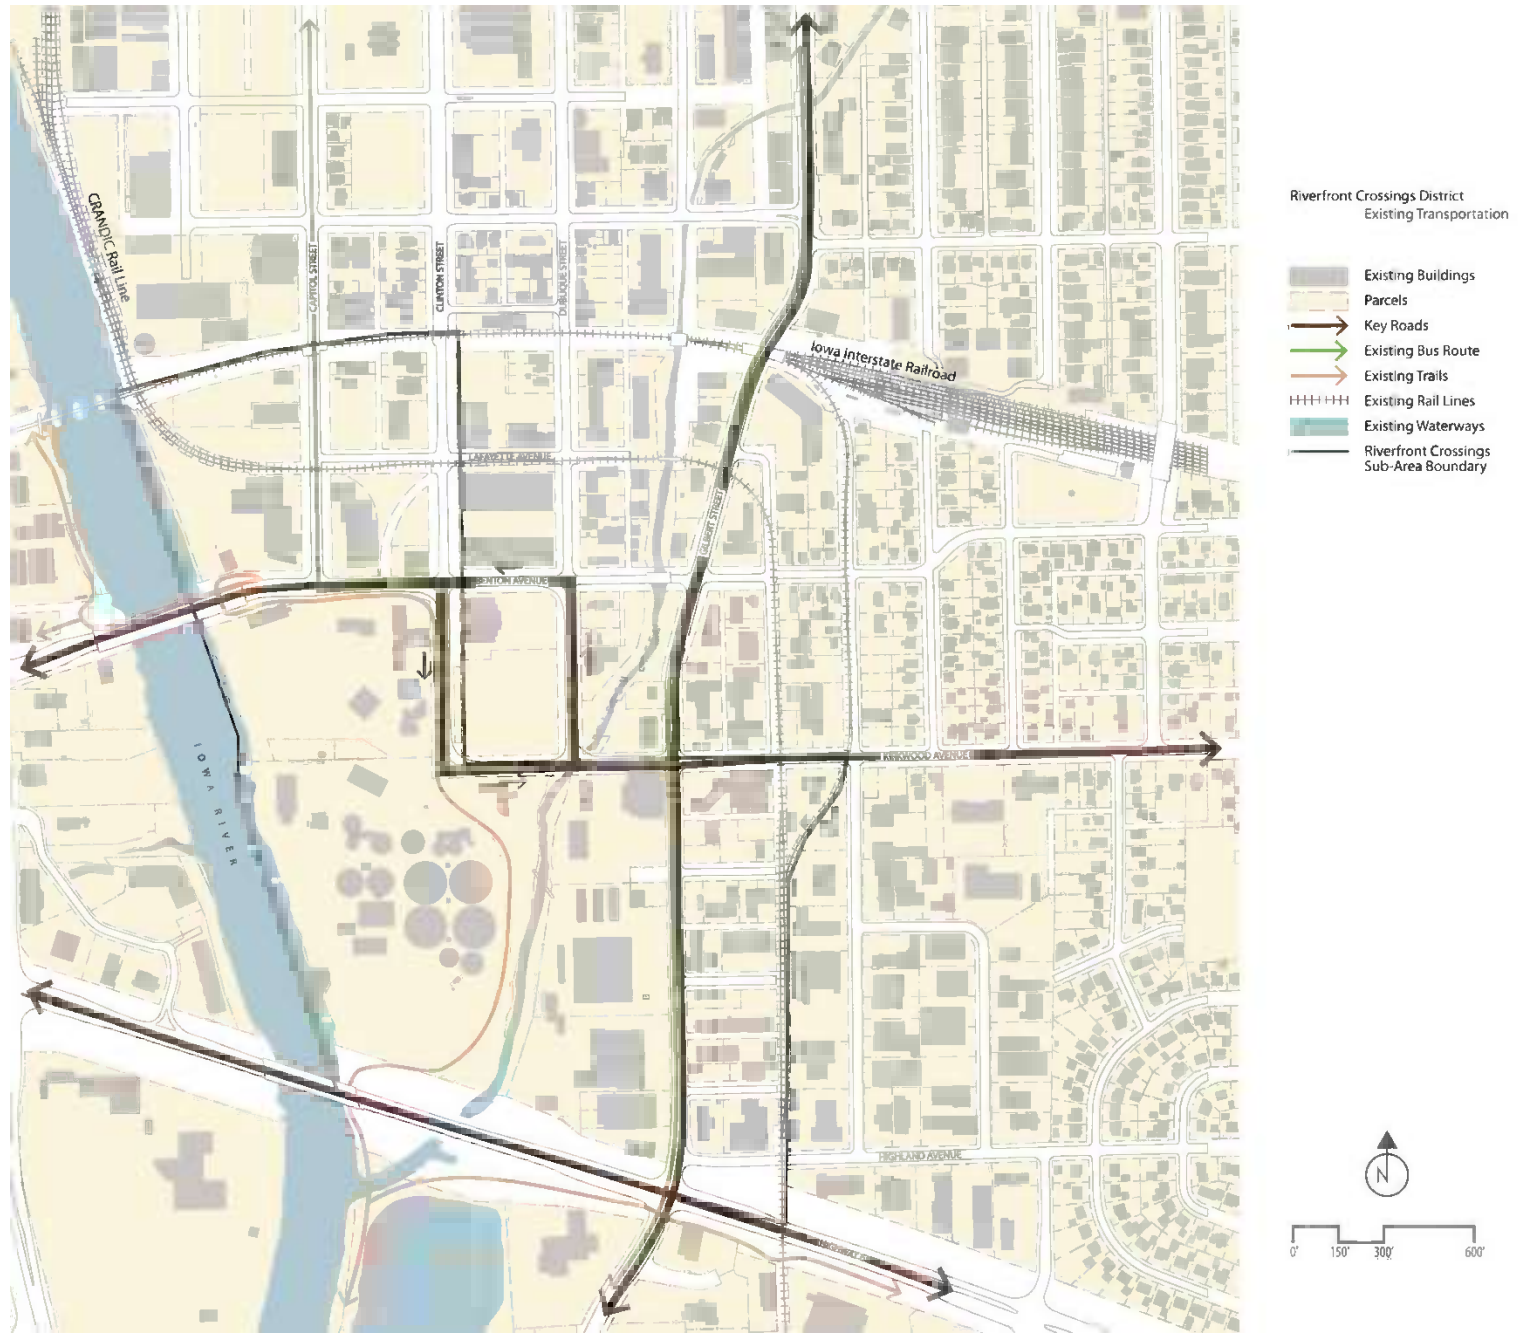 CRANDIC Rail Line
CAPITOL STREET
CLINTON STREET
DUBUQUE STREET
Iowa Interstate Railroad
LAFAYETTE AVENUE
GILBERT STREET
BENTON AVENUE
KIRKWOOD AVENUE
IOWA RIVER
HIGHLAND AVENUE
Riverfront Crossings District
Existing Transportation
Existing Buildings
Parcels
Key Roads
Existing Bus Route
Existing Trails
Existing Rail Lines
Existing Waterways
Riverfront Crossings
Sub-Area Boundary
N
0' 150' 300' 600'